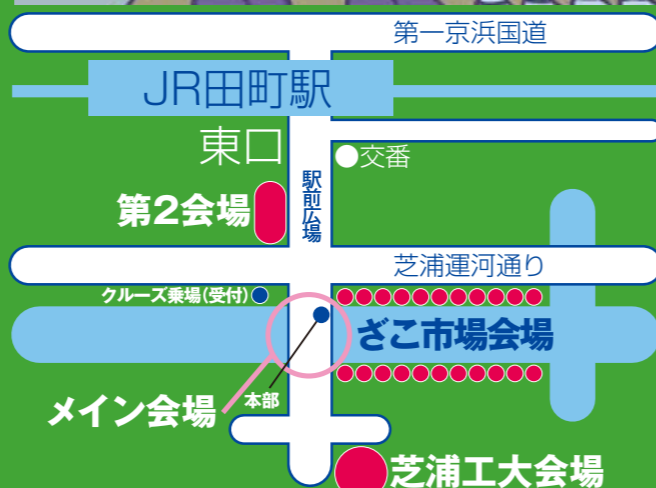 第一京浜国道
JR田町駅
東口
交番
駅前広場
第2会場
芝浦運河通り
クルーズ乗場(受付)
ざこ市場会場
本部
メイン会場
芝浦工大会場